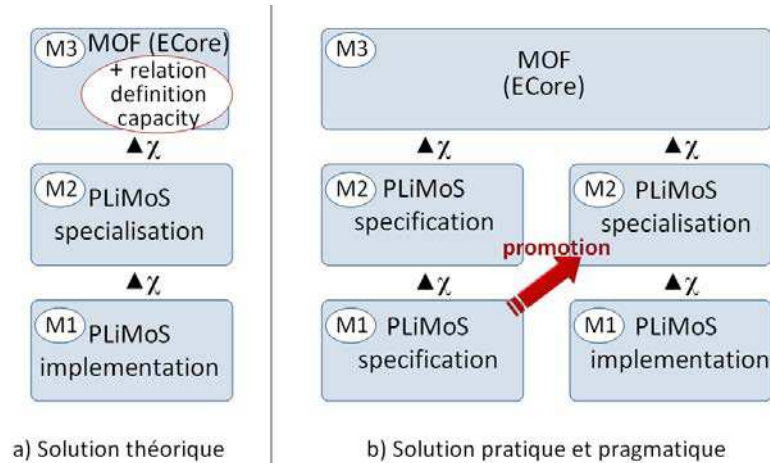 M3 MOF (ECore)
+ relation
definition
capacity
▲χ
M2 PLiMoS
specialisation
▲χ
M1 PLiMoS
implementation
a) Solution théorique
M3 MOF
(ECore)
▲χ ▲χ
M2 PLiMoS
specification
M2 PLiMoS
specialisation
promotion
▲χ ▲χ
M1 PLiMoS
specification
M1 PLiMoS
implementation
b) Solution pratique et pragmatique